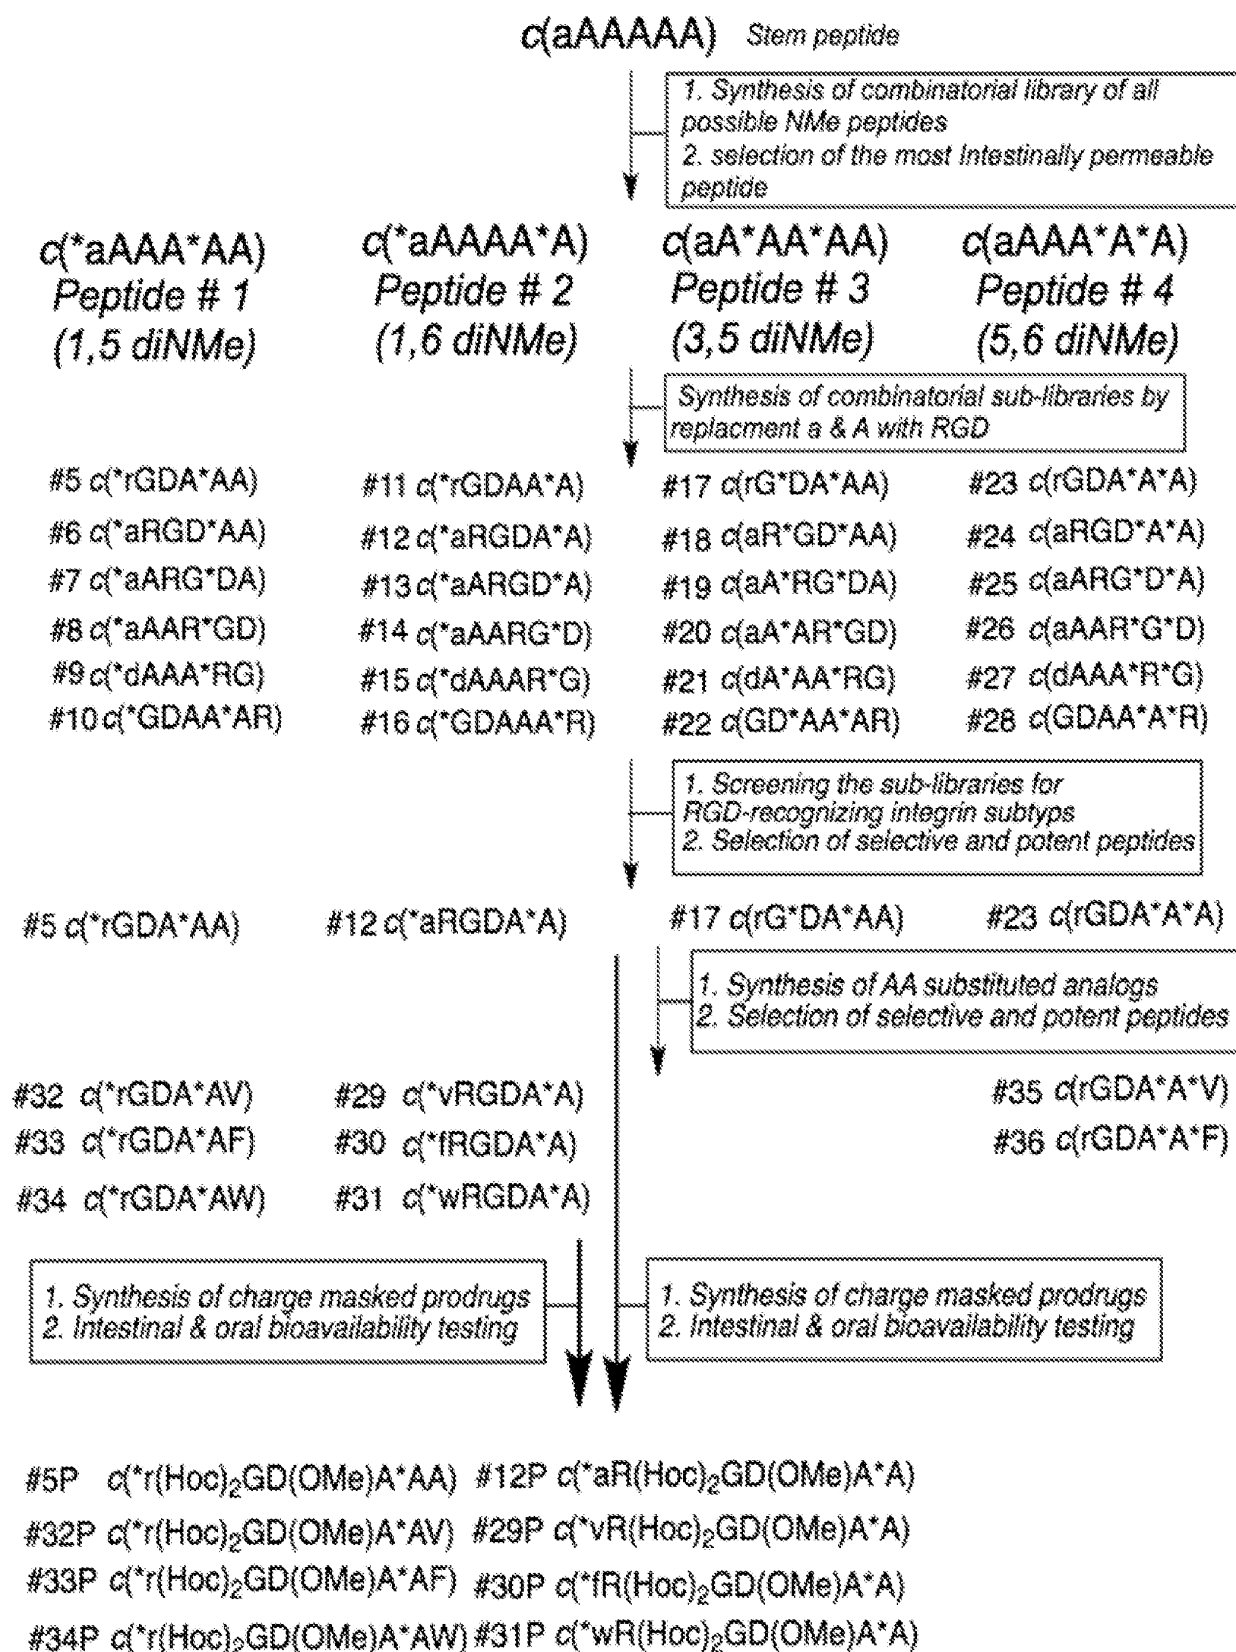 c(aAAAAA) Stem peptide
1. Synthesis of combinatorial library of all
possible NMe peptides
2. selection of the most Intestinally permeable
peptide
c(*aAAA*AA) c(*aAAAA*A) c(aA*AA*AA) c(aAAA*A*A)
Peptide # 1 Peptide # 2 Peptide # 3 Peptide # 4
(1,5 diNMe) (1,6 diNMe) (3,5 diNMe) (5,6 diNMe)
Synthesis of combinatorial sub-libraries by
replacment a & A with RGD
#5 c(*rGDA*AA) #11 c(*rGDAA*A) #17 c(rG*DA*AA) #23 c(rGDA*A*A)
#6 c(*aRGD*AA) #12 c(*aRGDA*A) #18 c(aR*GD*AA) #24 c(aRGD*A*A)
#7 c(*aARG*DA) #13 c(*aARGD*A) #19 c(aA*RG*DA) #25 c(aARG*D*A)
#8 c(*aAAR*GD) #14 c(*aAARG*D) #20 c(aA*AR*GD) #26 c(aAAR*G*D)
#9 c(*dAAA*RG) #15 c(*dAAAR*G) #21 c(dA*AA*RG) #27 c(dAAA*R*G)
#10 c(*GDAA*AR) #16 c(*GDAAA*R) #22 c(GD*AA*AR) #28 c(GDAA*A*R)
1. Screening the sub-libraries for
RGD-recognizing integrin subtyps
2. Selection of selective and potent peptides
#5 c(*rGDA*AA) #12 c(*aRGDA*A) #17 c(rG*DA*AA) #23 c(rGDA*A*A)
1. Synthesis of AA substituted analogs
2. Selection of selective and potent peptides
#32 c(*rGDA*AV) #29 c(*vRGDA*A) #35 c(rGDA*A*V)
#33 c(*rGDA*AF) #30 c(*fRGDA*A) #36 c(rGDA*A*F)
#34 c(*rGDA*AW) #31 c(*wRGDA*A)
1. Synthesis of charge masked prodrugs
2. Intestinal & oral bioavailability testing
1. Synthesis of charge masked prodrugs
2. Intestinal & oral bioavailability testing
#5P c(*r(Hoc)₂GD(OMe)A*AA) #12P c(*aR(Hoc)₂GD(OMe)A*A)
#32P c(*r(Hoc)₂GD(OMe)A*AV) #29P c(*vR(Hoc)₂GD(OMe)A*A)
#33P c(*r(Hoc)₂GD(OMe)A*AF) #30P c(*fR(Hoc)₂GD(OMe)A*A)
#34P c(*r(Hoc)₂GD(OMe)A*AW) #31P c(*wR(Hoc)₂GD(OMe)A*A)